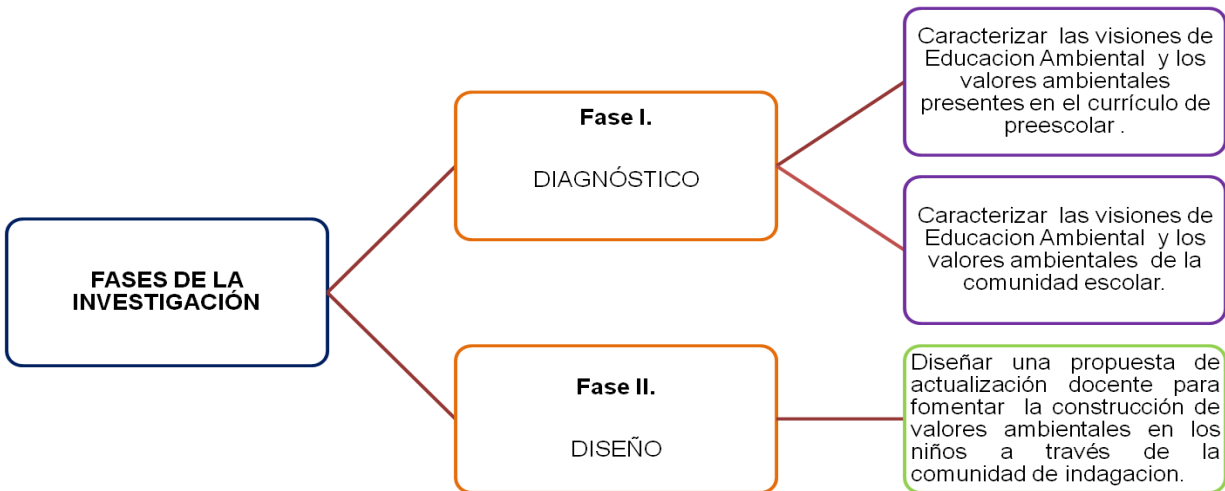 FASES DE LA
INVESTIGACIÓN
Fase I.
DIAGNÓSTICO
Caracterizar las visiones de
Educacion Ambiental y los
valores ambientales
presentes en el currículo de
preescolar .
Caracterizar las visiones de
Educacion Ambiental y los
valores ambientales de la
comunidad escolar.
Fase II.
DISEÑO
Diseñar una propuesta de
actualización docente para
fomentar la construcción de
valores ambientales en los
niños a través de la
comunidad de indagacion.